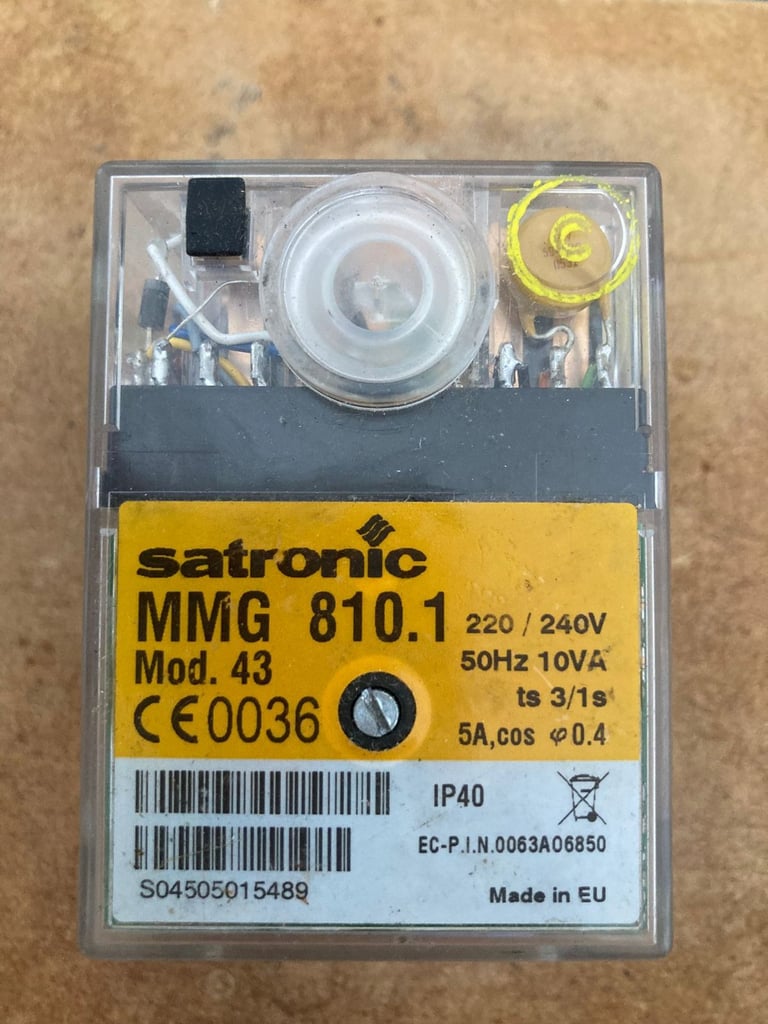 satronic
MMG 810.1
220 / 240V
Mod. 43
50Hz 10VA
ts 3/1s
CE0036
5A,cos φ0.4
IP40
EC-P.I.N.0063AO6850
S04505015489
Made in EU